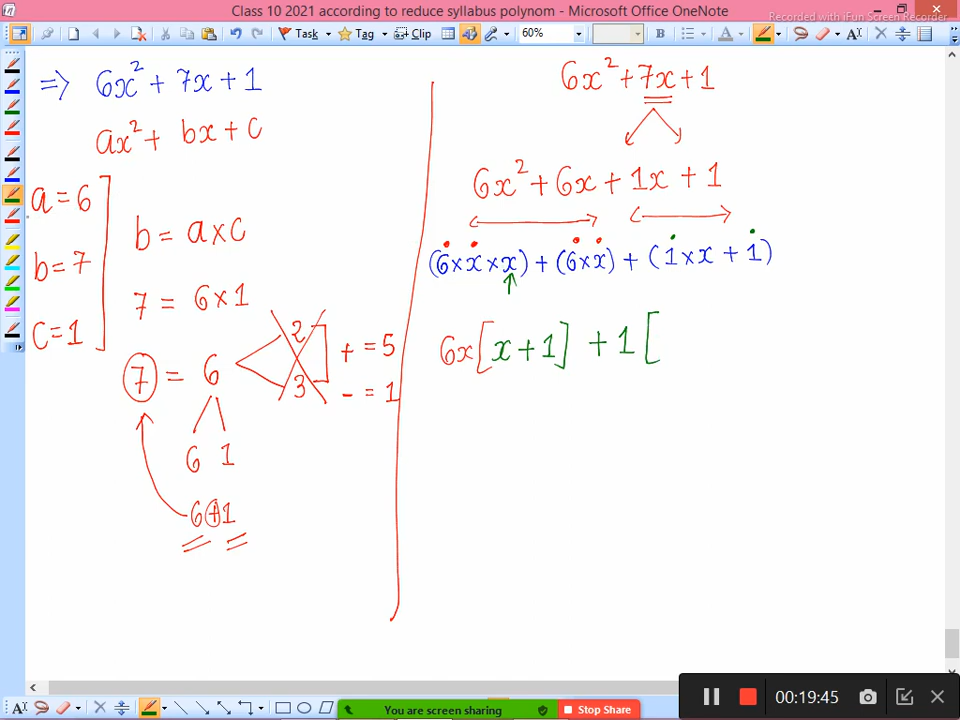 Class 10 2021 according to reduce syllabus polynom - Microsoft Office OneNote
Recorded with iFun Screen Recorder
Task Tag Clip 60% B
=> 6x² + 7x + 1
ax² + bx + c
a = 6
b = 7
c = 1
b = a × c
7 = 6 × 1
7 = 6
2
3
+ = 5
- = 1
6 1
6 + 1
6x² + 7x + 1
6x² + 6x + 1x + 1
(6 × x × x) + (6 × x) + (1 × x + 1)
6x [x + 1] + 1 [
You are screen sharing Stop Share
00:19:45